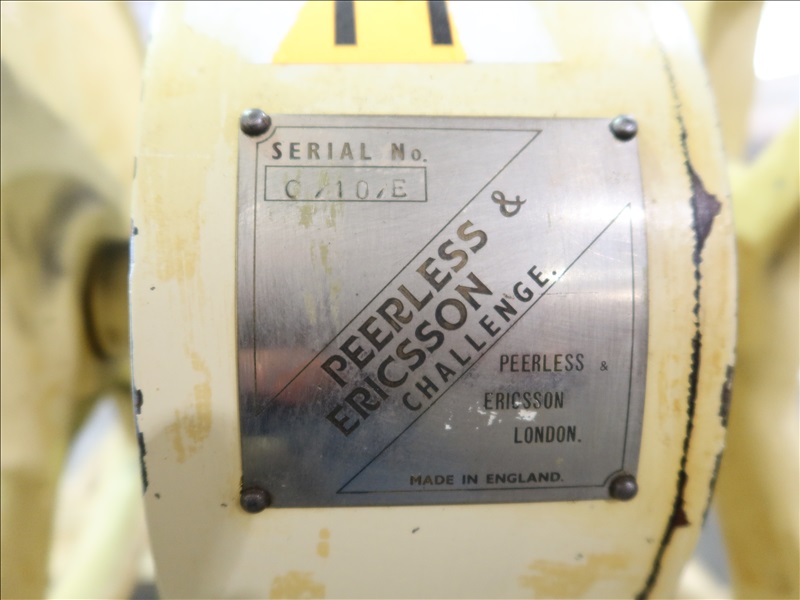 SERIAL No.
C/10/E
PEERLESS &
ERICSSON
CHALLENGE.
PEERLESS &
ERICSSON
LONDON.
MADE IN ENGLAND.